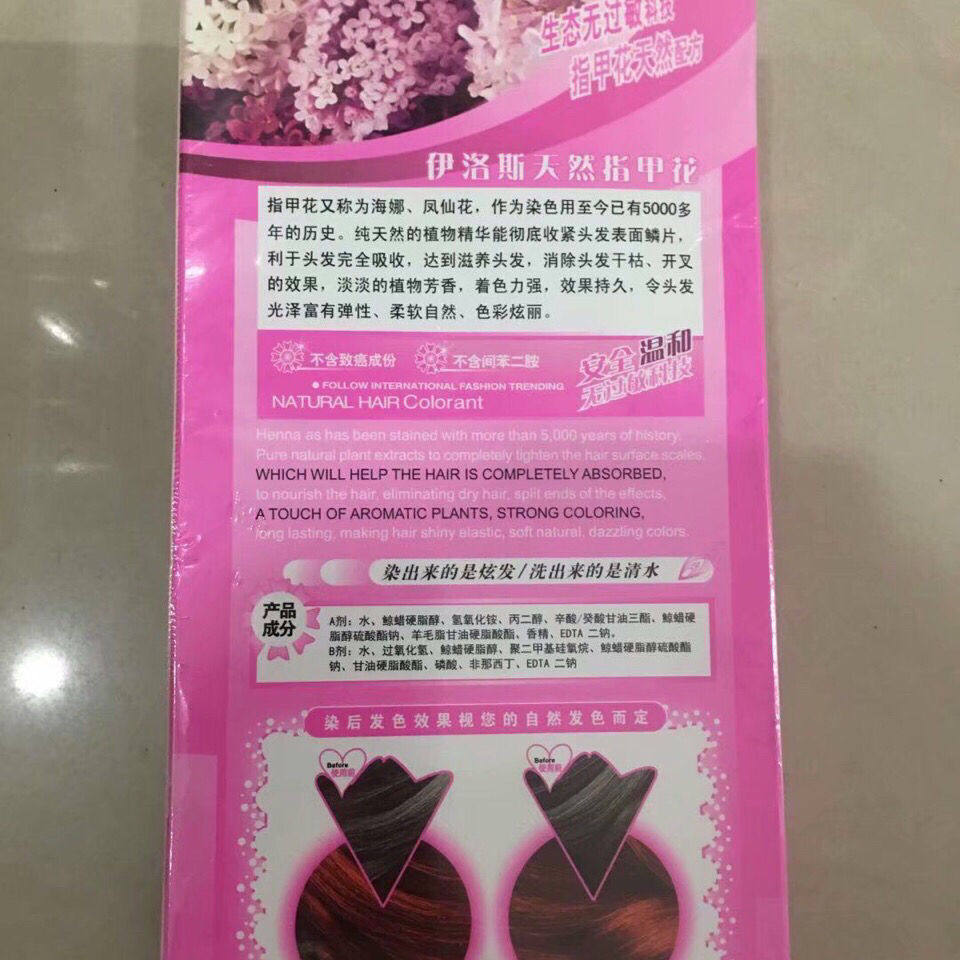 生态无过敏科技
指甲花天然配方
伊洛斯天然指甲花
指甲花又称为海娜、凤仙花，作为染色用至今已有5000多
年的历史。纯天然的植物精华能彻底收紧头发表面鳞片，
利于头发完全吸收，达到滋养头发，消除头发干枯、开叉
的效果，淡淡的植物芳香，着色力强，效果持久，令头发
光泽富有弹性、柔软自然、色彩炫丽。
不含致癌成份 不含间苯二胺
安全温和
无过敏科技
● FOLLOW INTERNATIONAL FASHION TRENDING
NATURAL HAIR Colorant
Henna as has been stained with more than 5,000 years of history.
Pure natural plant extracts to completely tighten the hair surface scales,
WHICH WILL HELP THE HAIR IS COMPLETELY ABSORBED,
to nourish the hair, eliminating dry hair, split ends of the effects,
A TOUCH OF AROMATIC PLANTS, STRONG COLORING,
long lasting, making hair shiny elastic, soft natural, dazzling colors.
染出来的是炫发/洗出来的是清水
产品
成分
A剂：水、鲸蜡硬脂醇、氢氧化铵、丙二醇、辛酸/癸酸甘油三酯、鲸蜡硬
脂醇硫酸酯钠、羊毛脂甘油硬脂酸酯、香精、EDTA 二钠。
B剂：水、过氧化氢、鲸蜡硬脂醇、聚二甲基硅氧烷、鲸蜡硬脂醇硫酸酯
钠、甘油硬脂酸酯、磷酸、非那西丁、EDTA 二钠
染后发色效果视您的自然发色而定
Before
使用前
Before
使用前